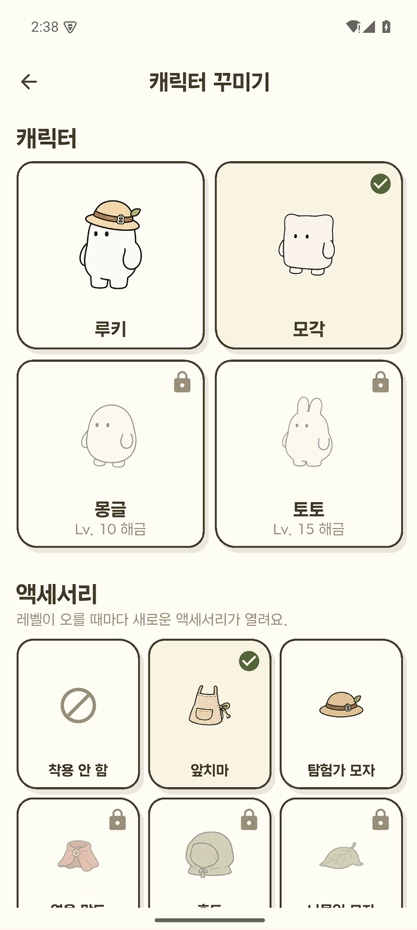 2:38
캐릭터 꾸미기
캐릭터
루키
모각
몽글
Lv. 10 해금
토토
Lv. 15 해금
액세서리
레벨이 오를 때마다 새로운 액세서리가 열려요.
착용 안 함
앞치마
탐험가 모자